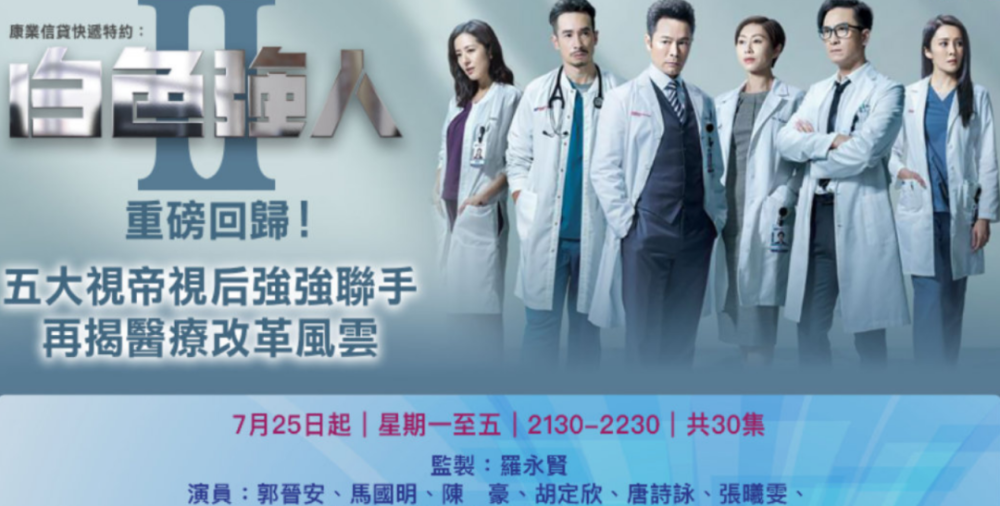 康業信貸快遞特約：
白色強人
II
重磅回歸！
五大視帝視后強強聯手
再揭醫療改革風雲
7月25日起｜星期一至五｜2130-2230｜共30集
監製：羅永賢
演員：郭晉安、馬國明、陳　豪、胡定欣、唐詩詠、張曦雯、